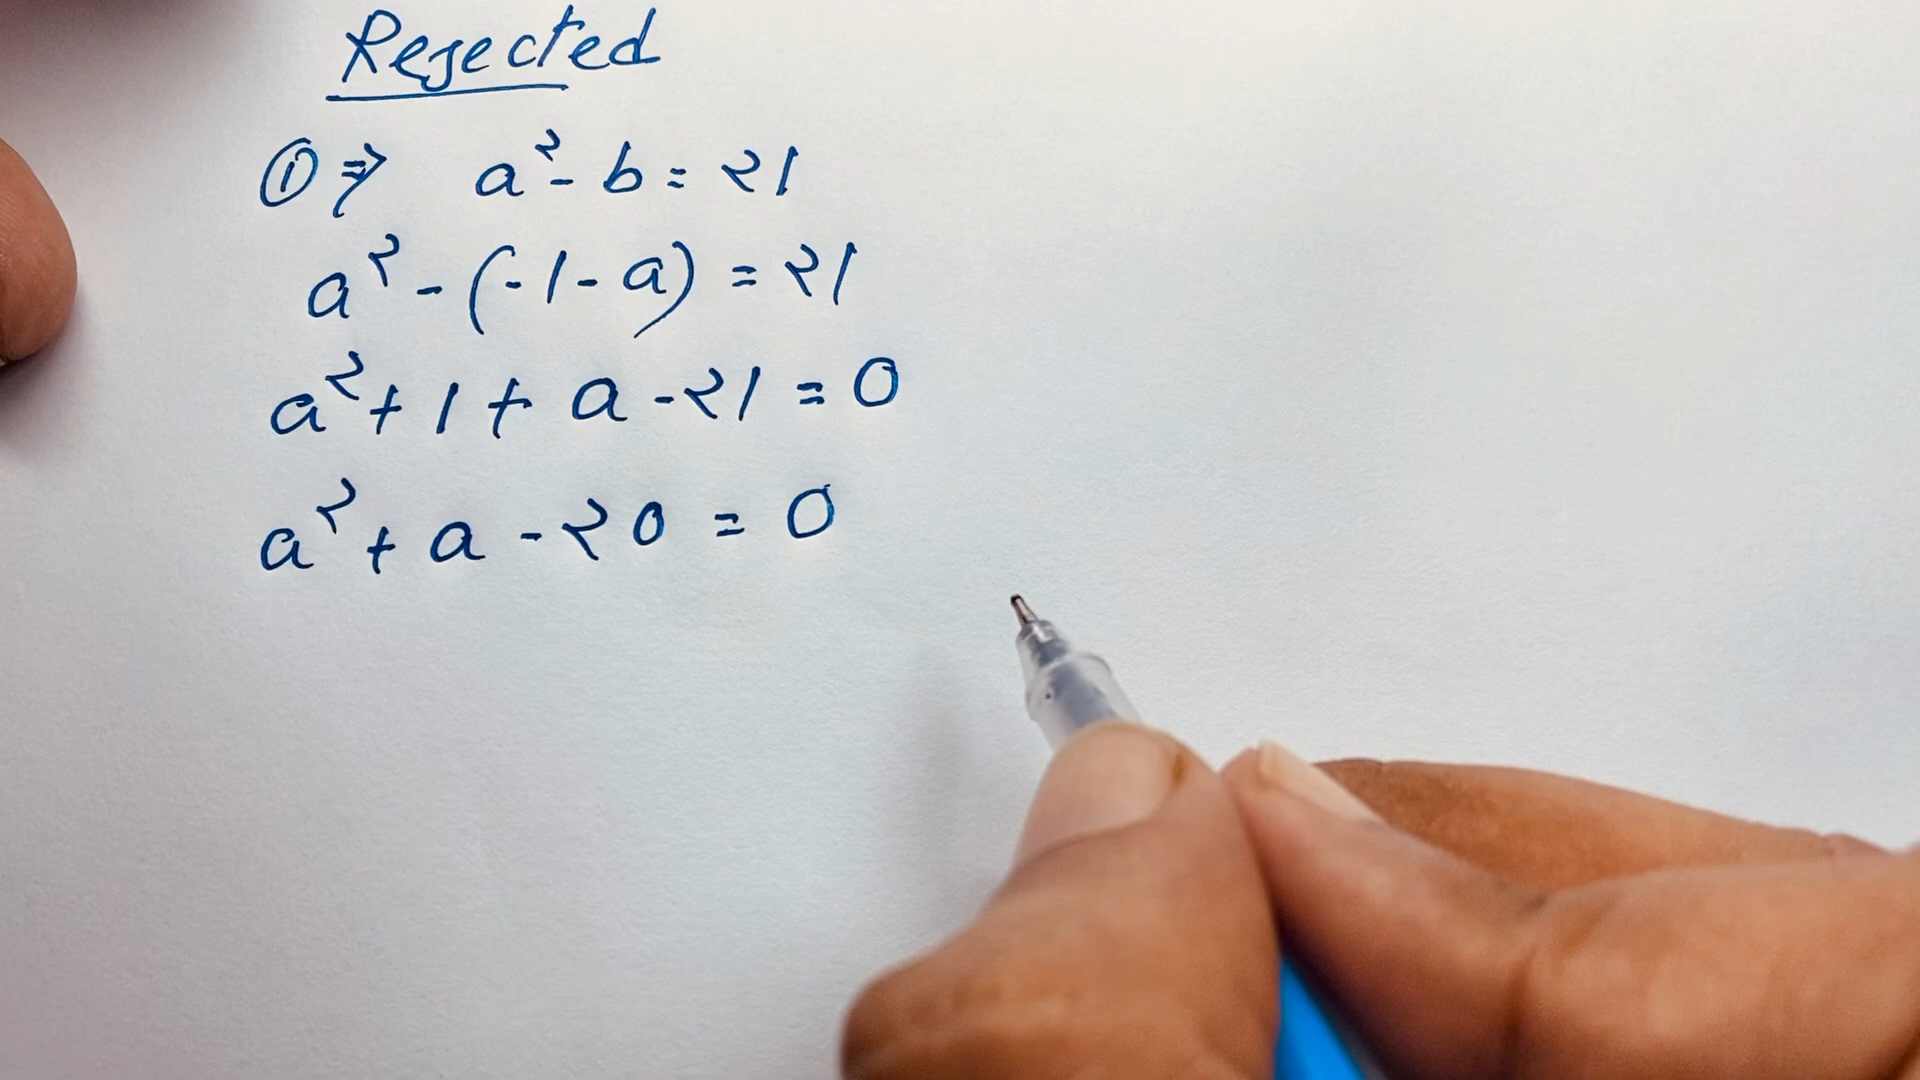 Rejected
① ⇒ a² - b = 21
a² - (-1 - a) = 21
a² + 1 + a - 21 = 0
a² + a - 20 = 0